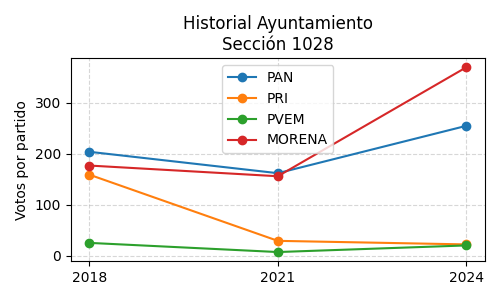 Historial Ayuntamiento
Sección 1028
PAN
PRI
PVEM
MORENA
Votos por partido
300
200
100
0
2018
2021
2024